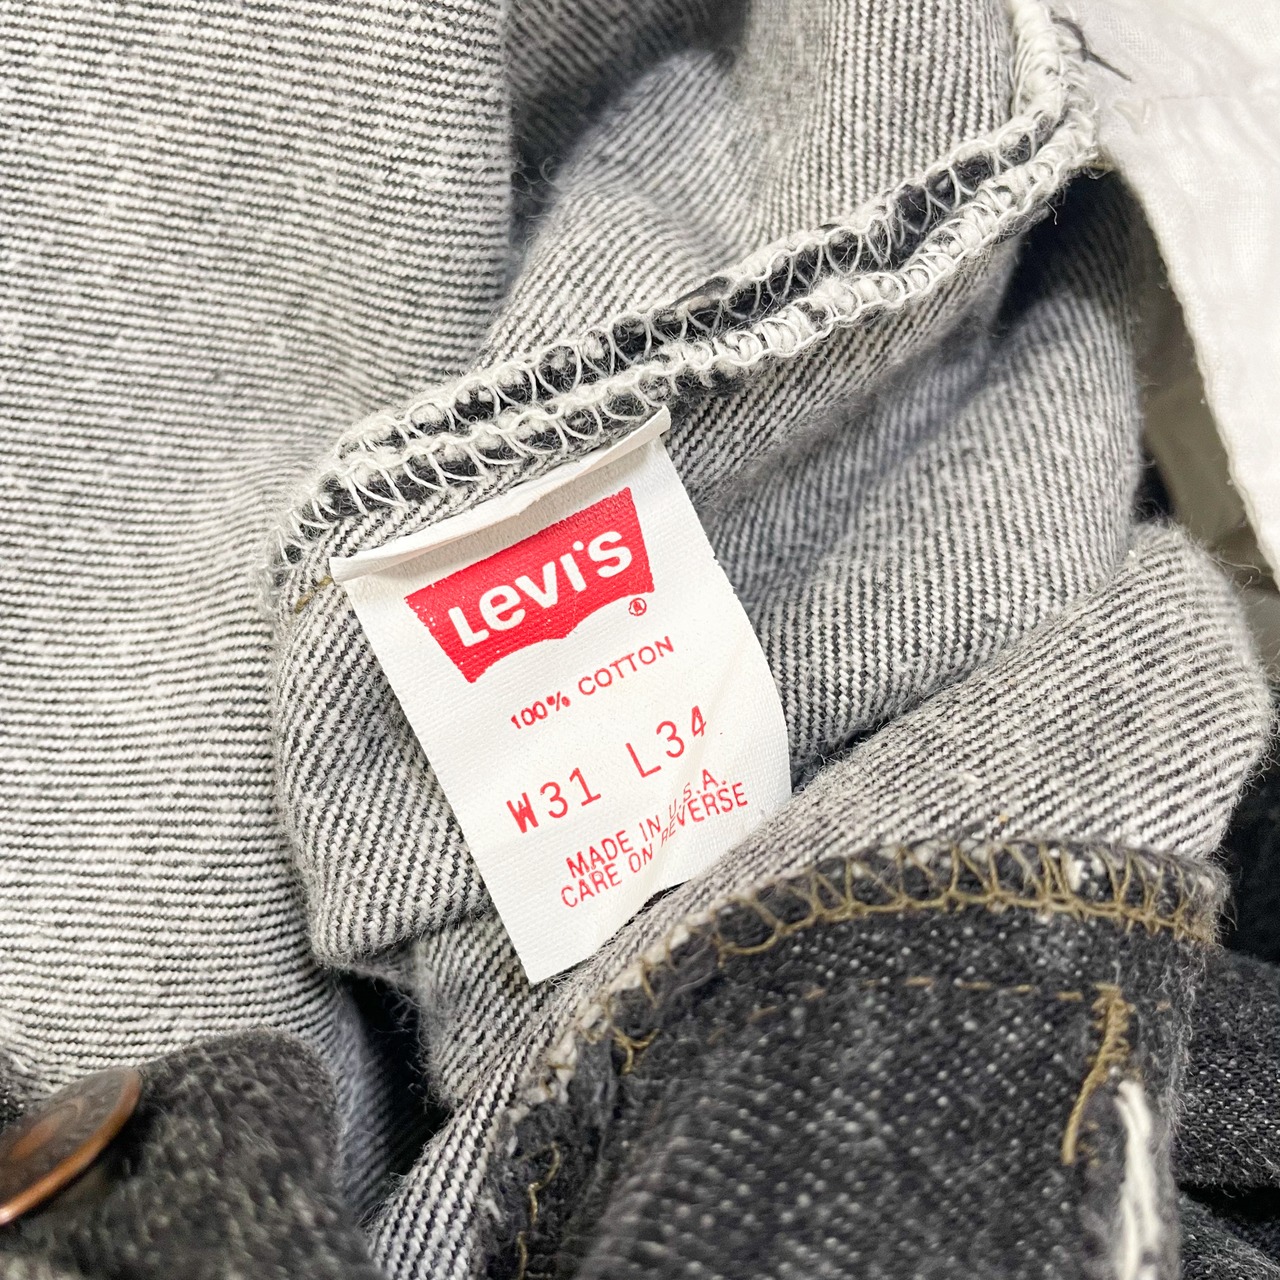 Levi's
®
100% COTTON
W31 L34
MADE IN U.S.A.
CARE ON REVERSE